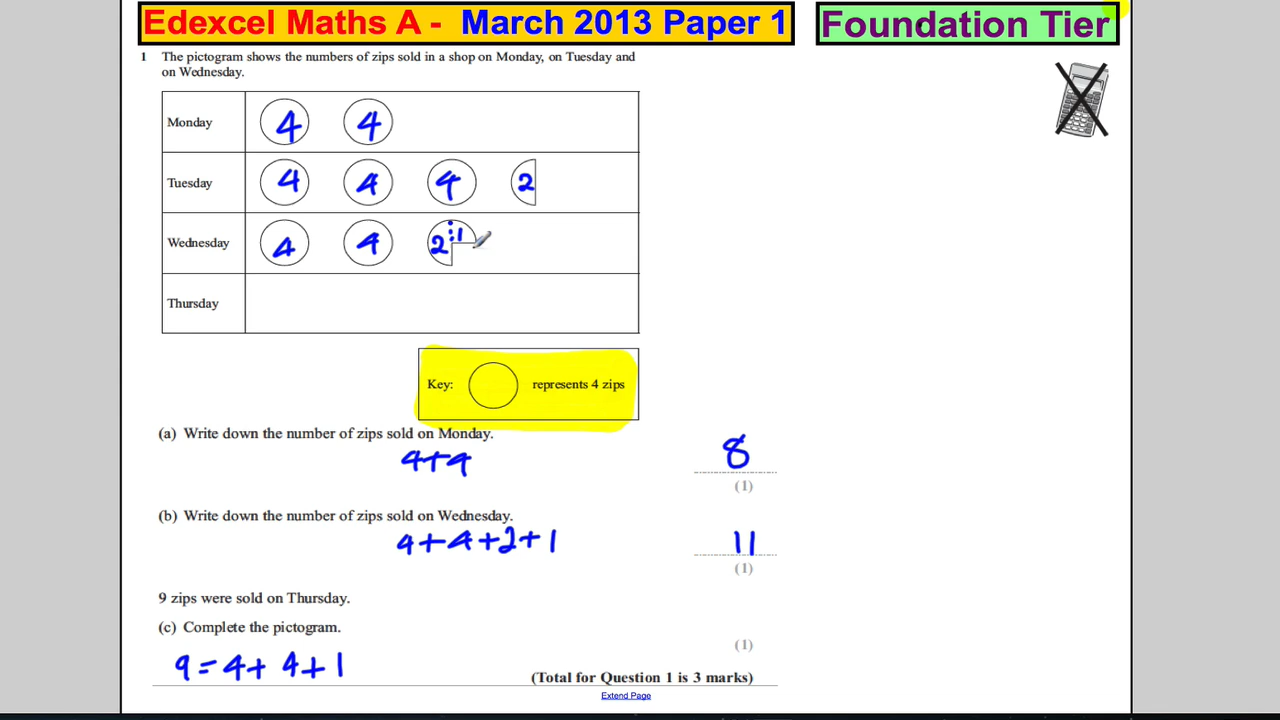 Edexcel Maths A - March 2013 Paper 1
Foundation Tier
1 The pictogram shows the numbers of zips sold in a shop on Monday, on Tuesday and
on Wednesday.
Monday 4 4
Tuesday 4 4 4 2
Wednesday 4 4 2 1
Thursday
Key: represents 4 zips
(a) Write down the number of zips sold on Monday.
4+4
8
(1)
(b) Write down the number of zips sold on Wednesday.
4+4+2+1
11
(1)
9 zips were sold on Thursday.
(c) Complete the pictogram.
(1)
9=4+ 4+1
(Total for Question 1 is 3 marks)
Extend Page